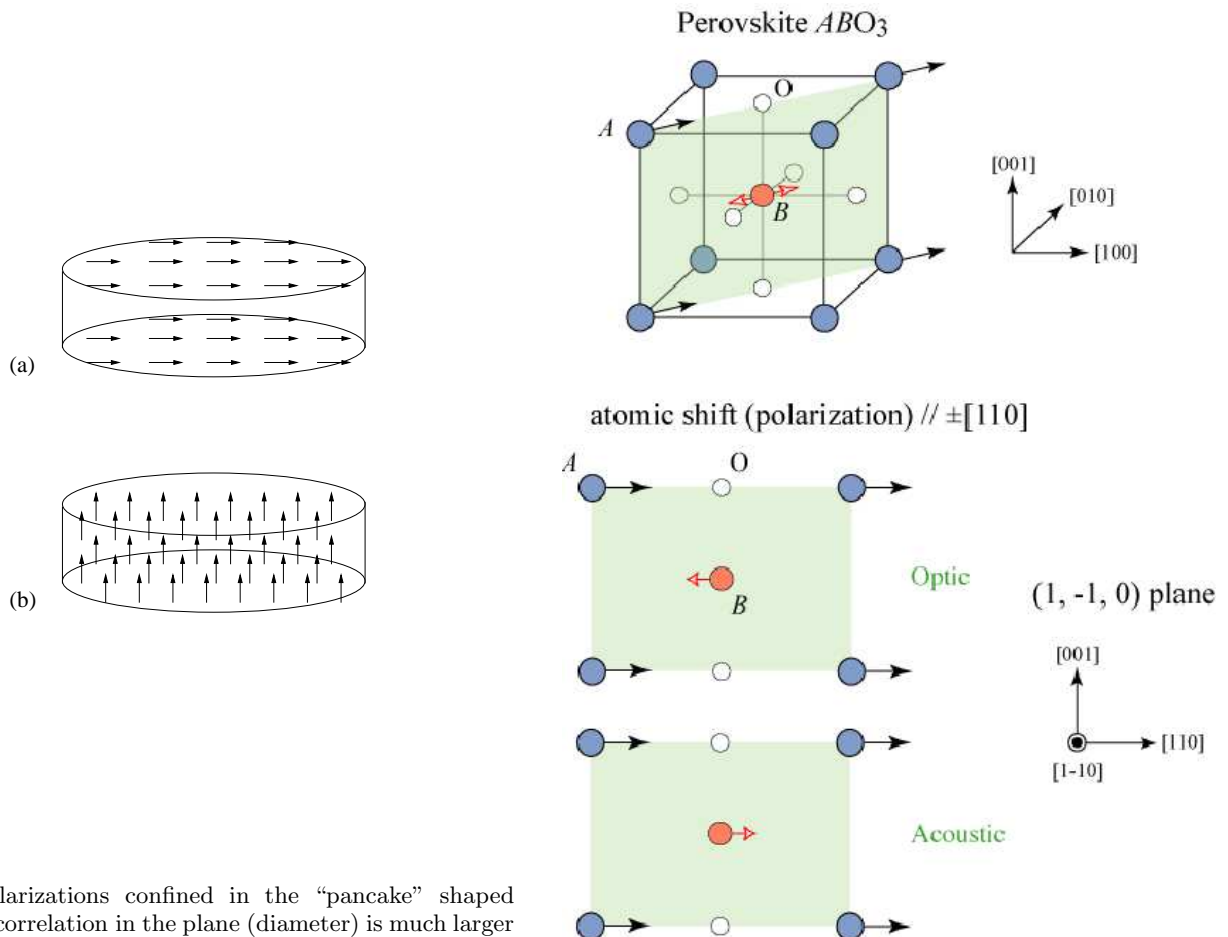 (a)
(b)
larizations confined in the “pancake” shaped
correlation in the plane (diameter) is much larger
Perovskite ABO3
O
A
B
[001]
[010]
[100]
atomic shift (polarization) // ±[110]
A
O
B
Optic
(1, -1, 0) plane
[001]
[110]
[1-10]
Acoustic